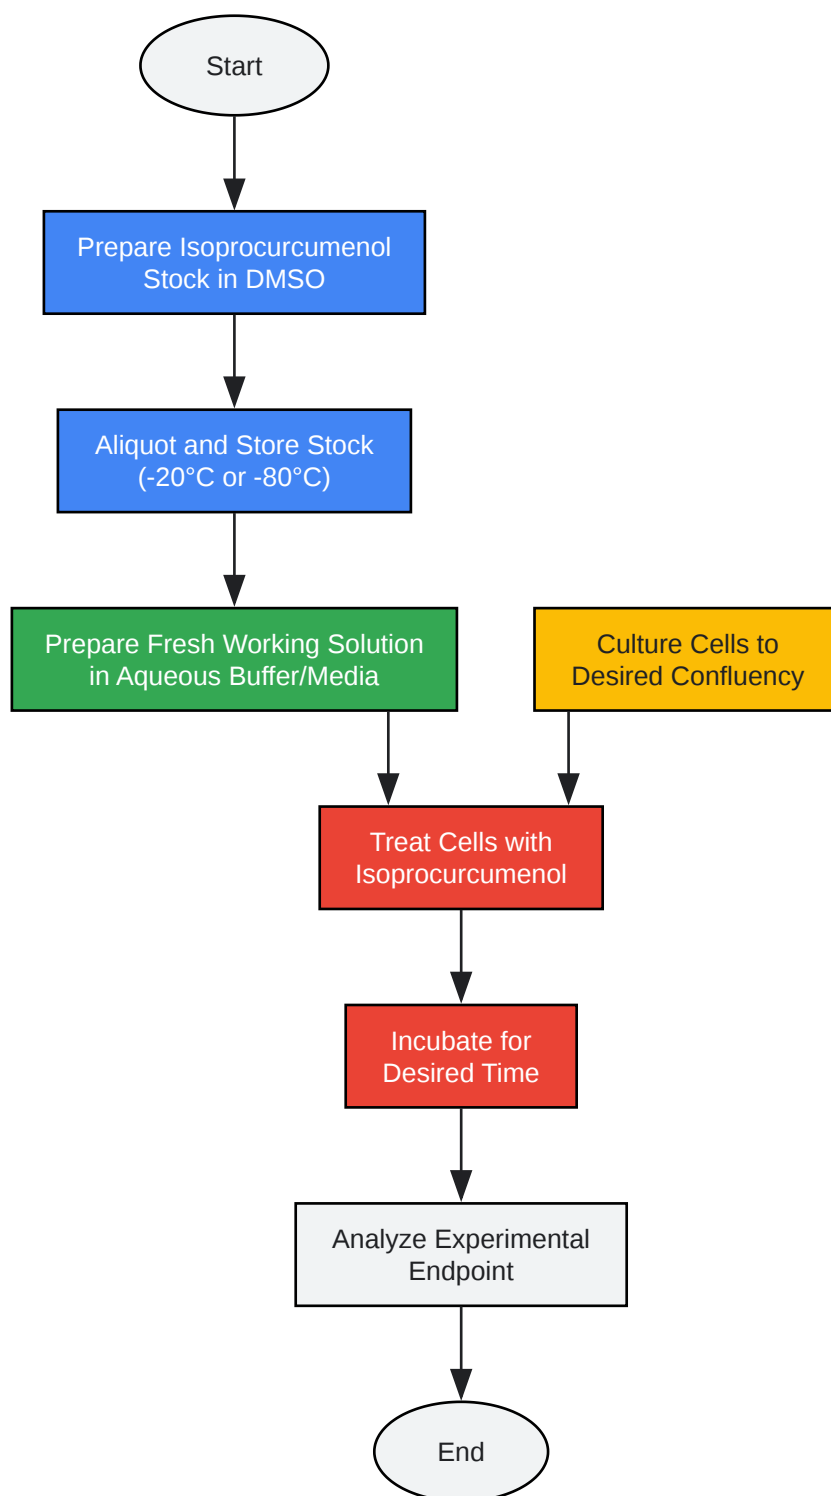 Start
Prepare Isoprocurcumenol
Stock in DMSO
Aliquot and Store Stock
(-20°C or -80°C)
Prepare Fresh Working Solution
in Aqueous Buffer/Media
Culture Cells to
Desired Confluency
Treat Cells with
Isoprocurcumenol
Incubate for
Desired Time
Analyze Experimental
Endpoint
End